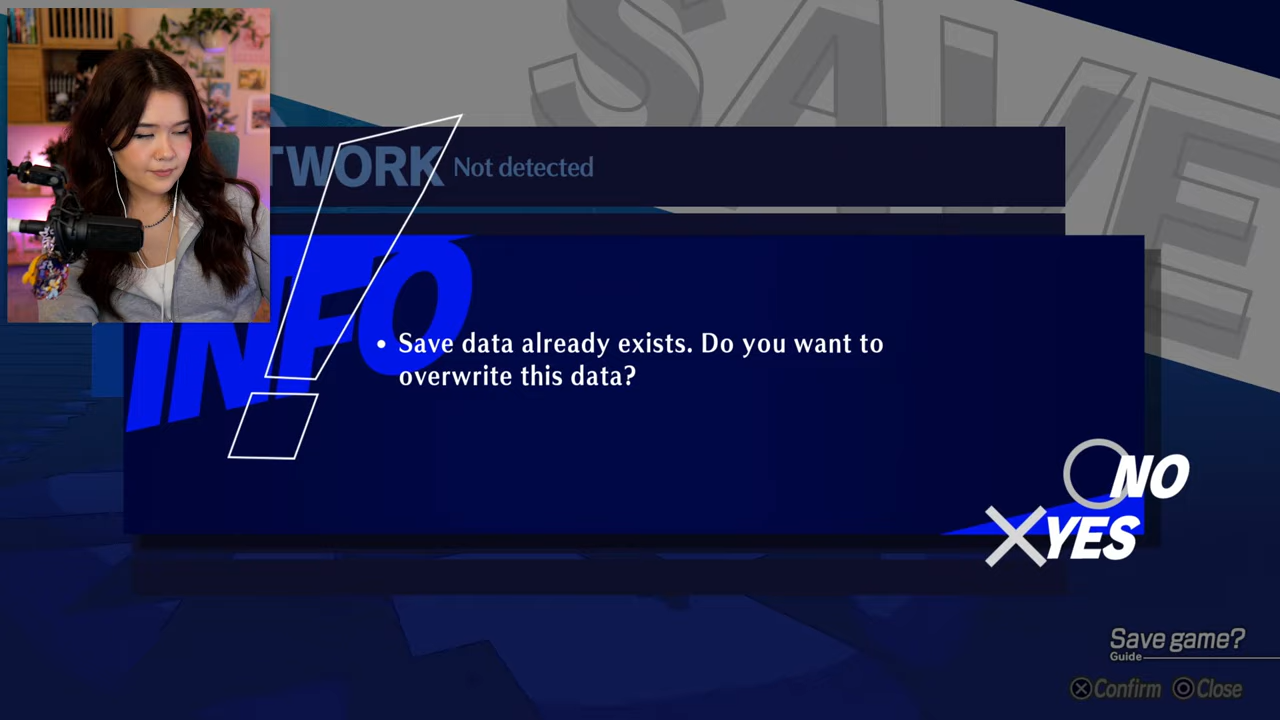 SAVE
TWORK Not detected
INFO
• Save data already exists. Do you want to
overwrite this data?
NO
YES
Save game?
Guide
Confirm Close